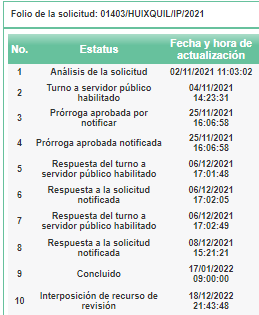 Folio de la solicitud: 01403/HUIXQUIL/IP/2021
No. Estatus Fecha y hora de
actualización
1 Análisis de la solicitud 02/11/2021 11:03:02
2 Turno a servidor público
habilitado 04/11/2021
14:23:31
3 Prórroga aprobada por
notificar 25/11/2021
16:06:58
4 Prórroga aprobada notificada 25/11/2021
16:06:58
5 Respuesta del turno a
servidor público habilitado 06/12/2021
17:01:48
6 Respuesta a la solicitud
notificada 06/12/2021
17:02:05
7 Respuesta del turno a
servidor público habilitado 06/12/2021
17:02:49
8 Respuesta a la solicitud
notificada 08/12/2021
15:21:21
9 Concluido 17/01/2022
09:00:00
10 Interposición de recurso de
revisión 18/12/2022
21:43:48